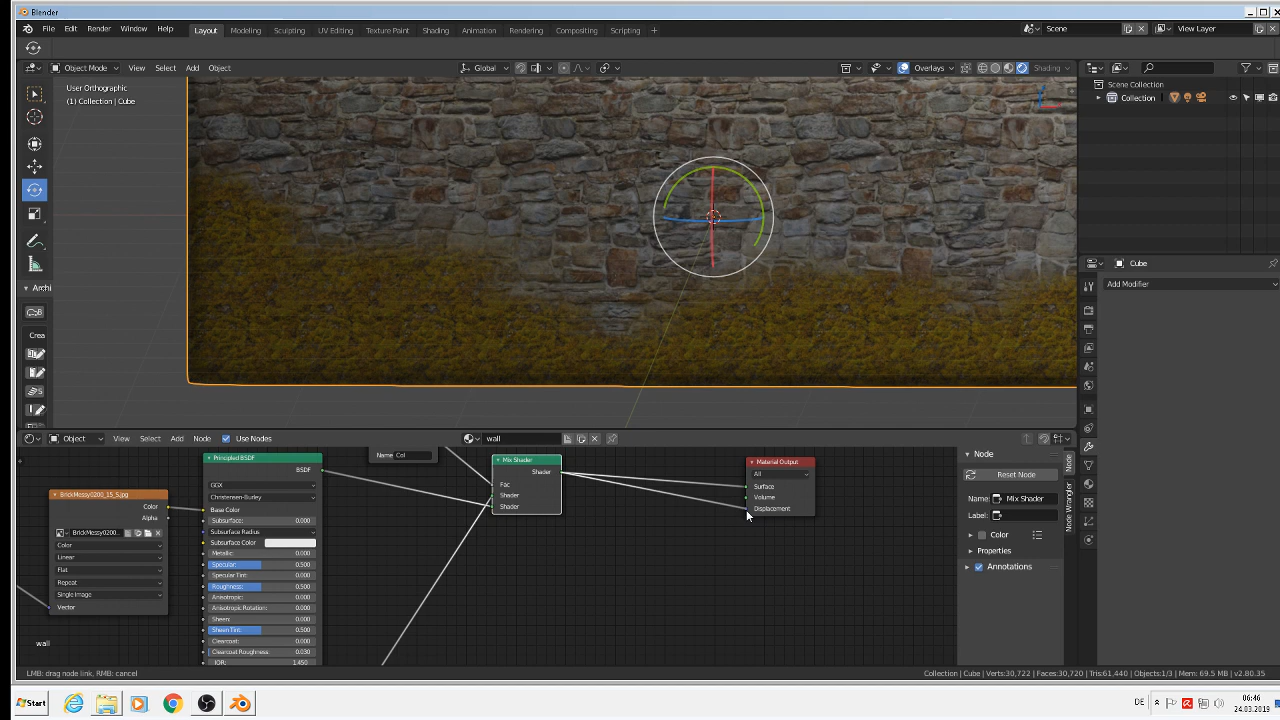 Blender
File Edit Render Window Help Layout Modeling Sculpting UV Editing Texture Paint Shading Animation Rendering Compositing Scripting + Scene View Layer
Object Mode View Select Add Object Global Overlays Shading
User Orthographic
(1) Collection | Cube
Scene Collection
Collection
Archi
Crea
Cube
Add Modifier
Object View Select Add Node Use Nodes wall
Name: Col
Principled BSDF
BSDF
GGX
Christensen-Burley
Base Color
Subsurface: 0.000
Subsurface Radius
Subsurface Color
Metallic: 0.000
Specular: 0.500
Specular Tint: 0.000
Roughness: 0.500
Anisotropic: 0.000
Anisotropic Rotation: 0.000
Sheen: 0.000
Sheen Tint: 0.500
Clearcoat: 0.000
Clearcoat Roughness: 0.030
IOR: 1.450
BrickMessy0200_15_S.jpg
Color
Alpha
BrickMessy0200...
Color
Linear
Flat
Repeat
Single Image
Vector
wall
Mix Shader
Shader
Fac
Shader
Shader
Material Output
All
Surface
Volume
Displacement
Node
Reset Node
Name: Mix Shader
Label:
Color
Properties
Annotations
Node
Node Wrangler
LMB: drag node link, RMB: cancel
Collection | Cube | Verts:30,722 | Faces:30,720 | Tris:61,440 | Objects:1/3 | Mem: 69.5 MB | v2.80.35
Start
DE
06:46
24.03.2019